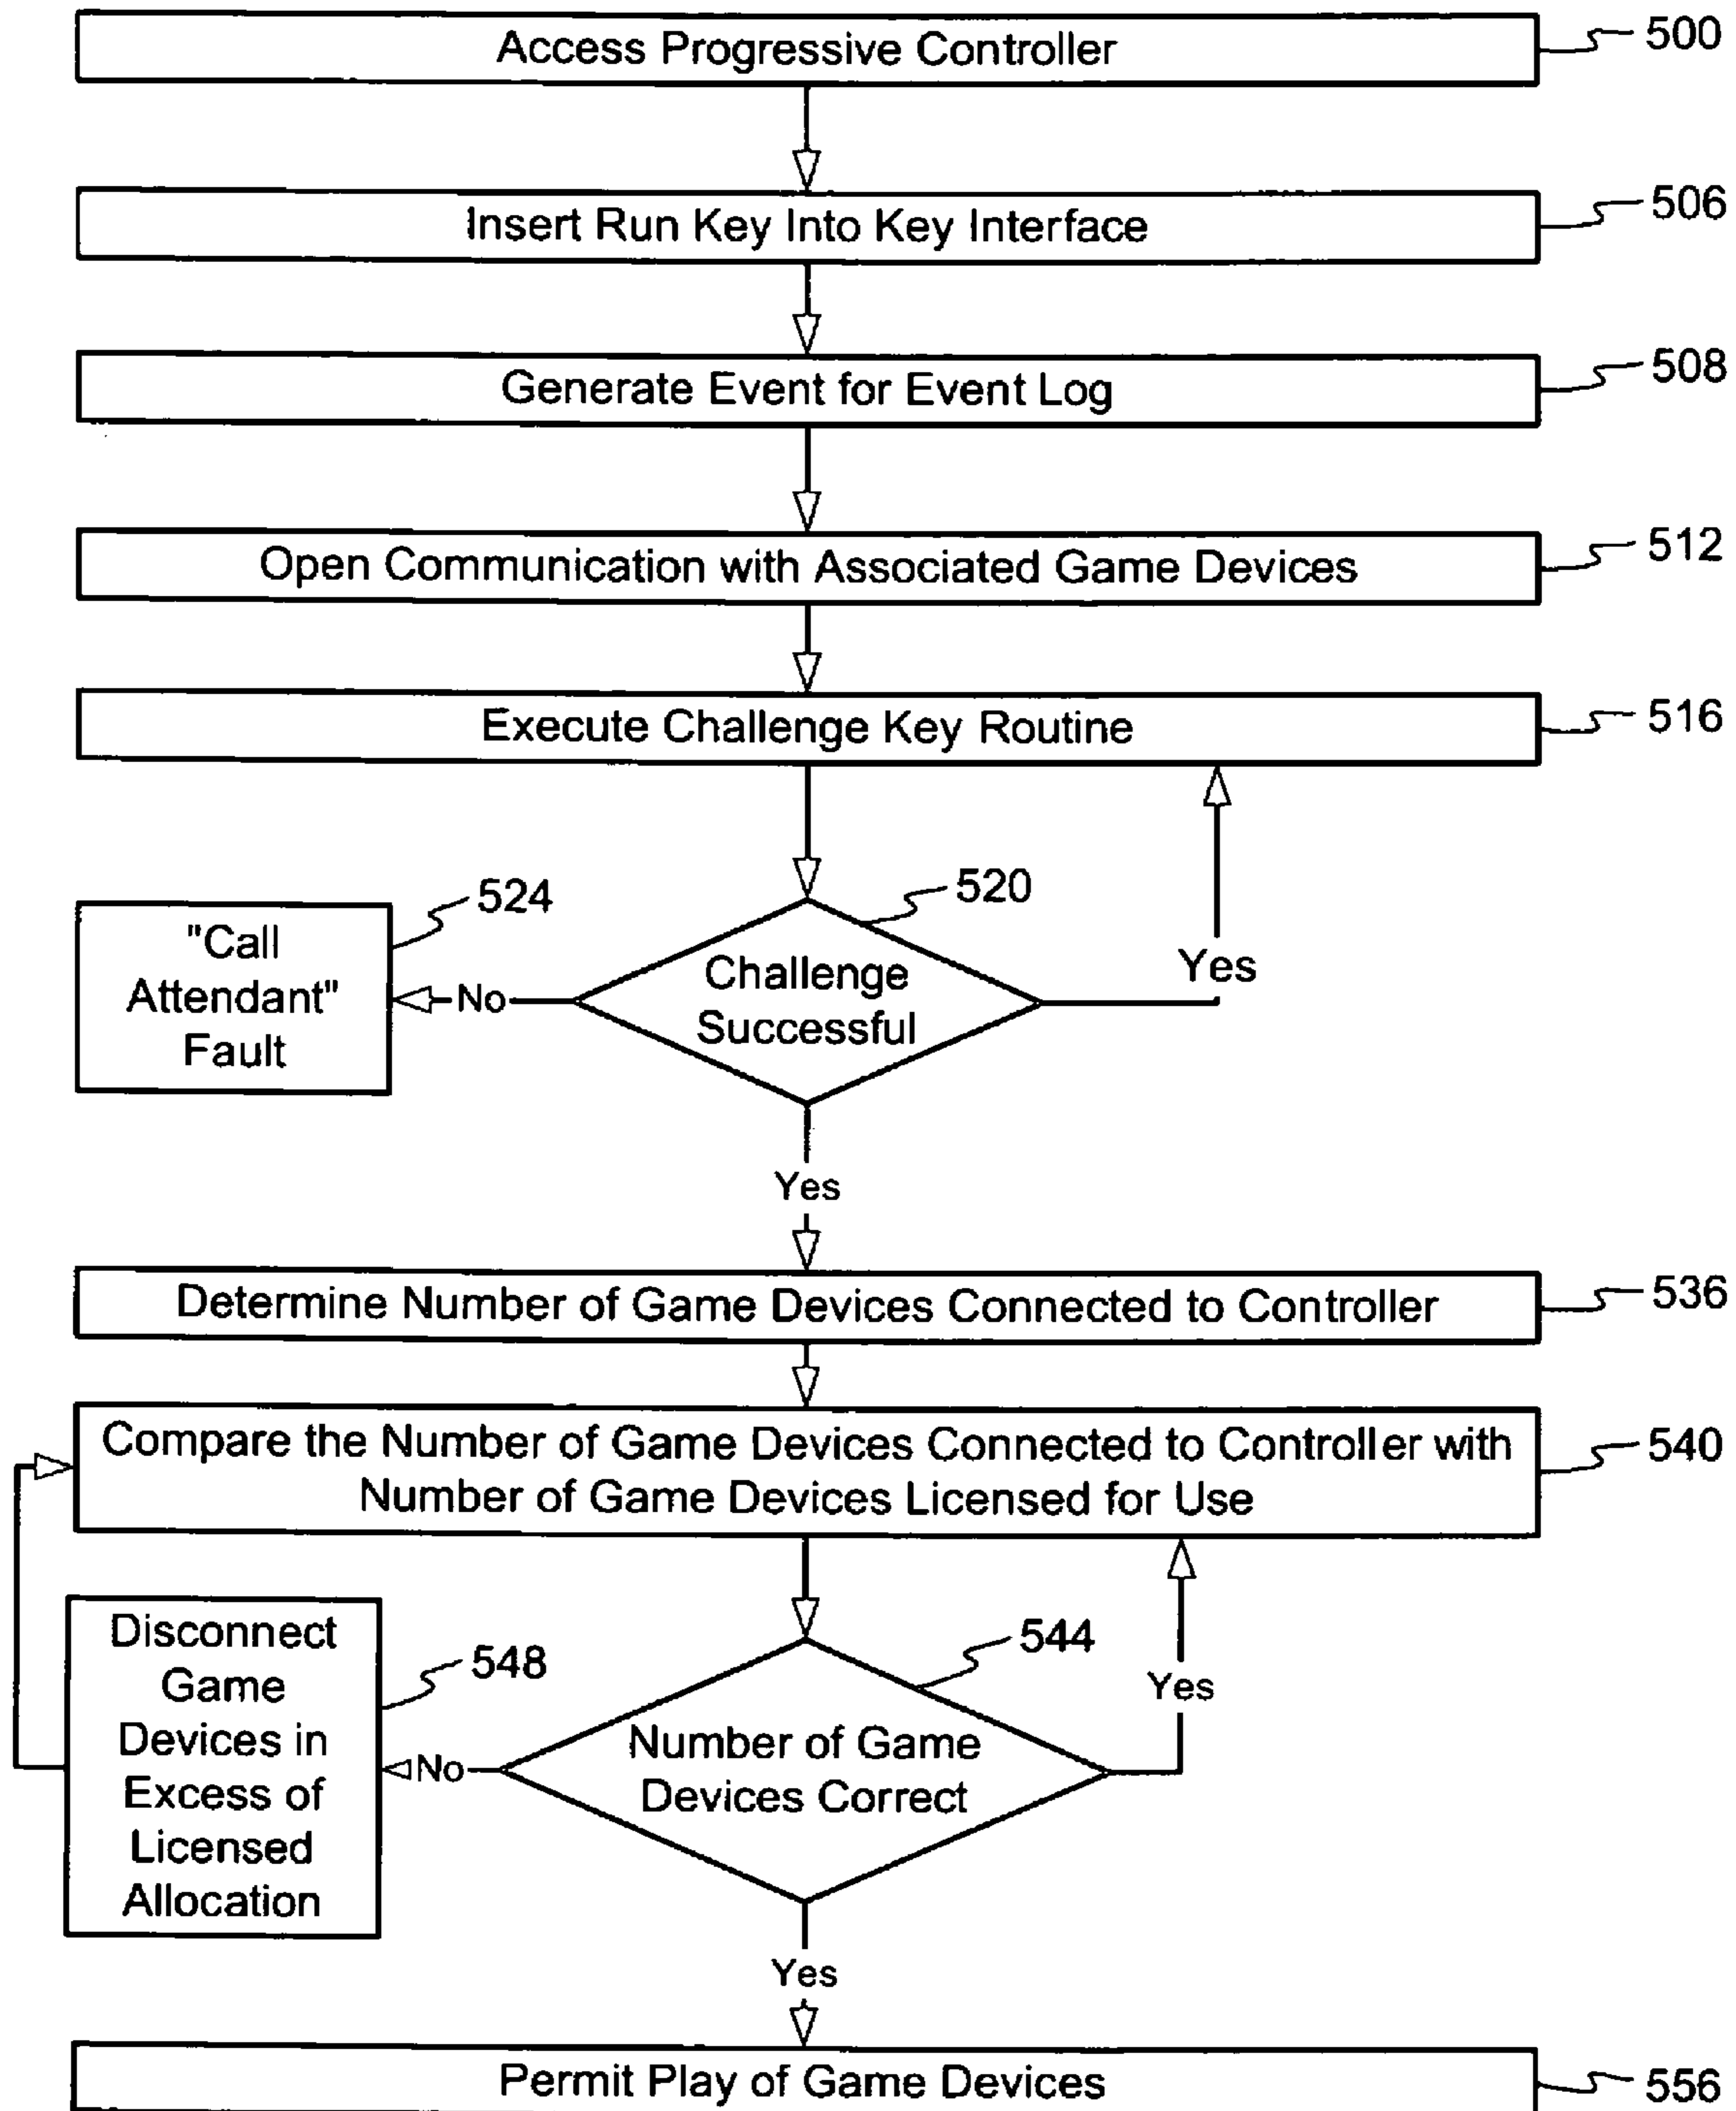 Access Progressive Controller
500
Insert Run Key Into Key Interface
506
Generate Event for Event Log
508
Open Communication with Associated Game Devices
512
Execute Challenge Key Routine
516
524
520
"Call
Attendant"
Fault
No
Challenge
Successful
Yes
Yes
Determine Number of Game Devices Connected to Controller
536
Compare the Number of Game Devices Connected to Controller with
Number of Game Devices Licensed for Use
540
Disconnect
Game
Devices in
Excess of
Licensed
Allocation
548
544
No
Number of Game
Devices Correct
Yes
Yes
Permit Play of Game Devices
556